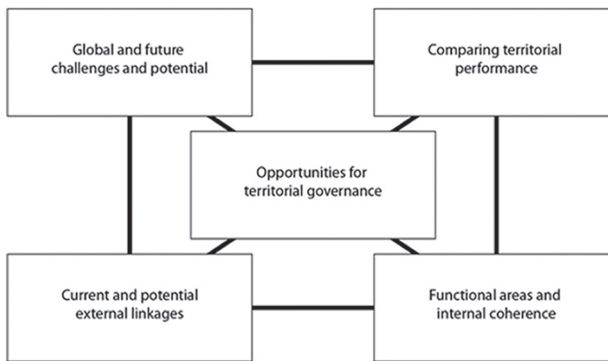 Global and future
challenges and potential
Comparing territorial
performance
Opportunities for
territorial governance
Current and potential
external linkages
Functional areas and
internal coherence